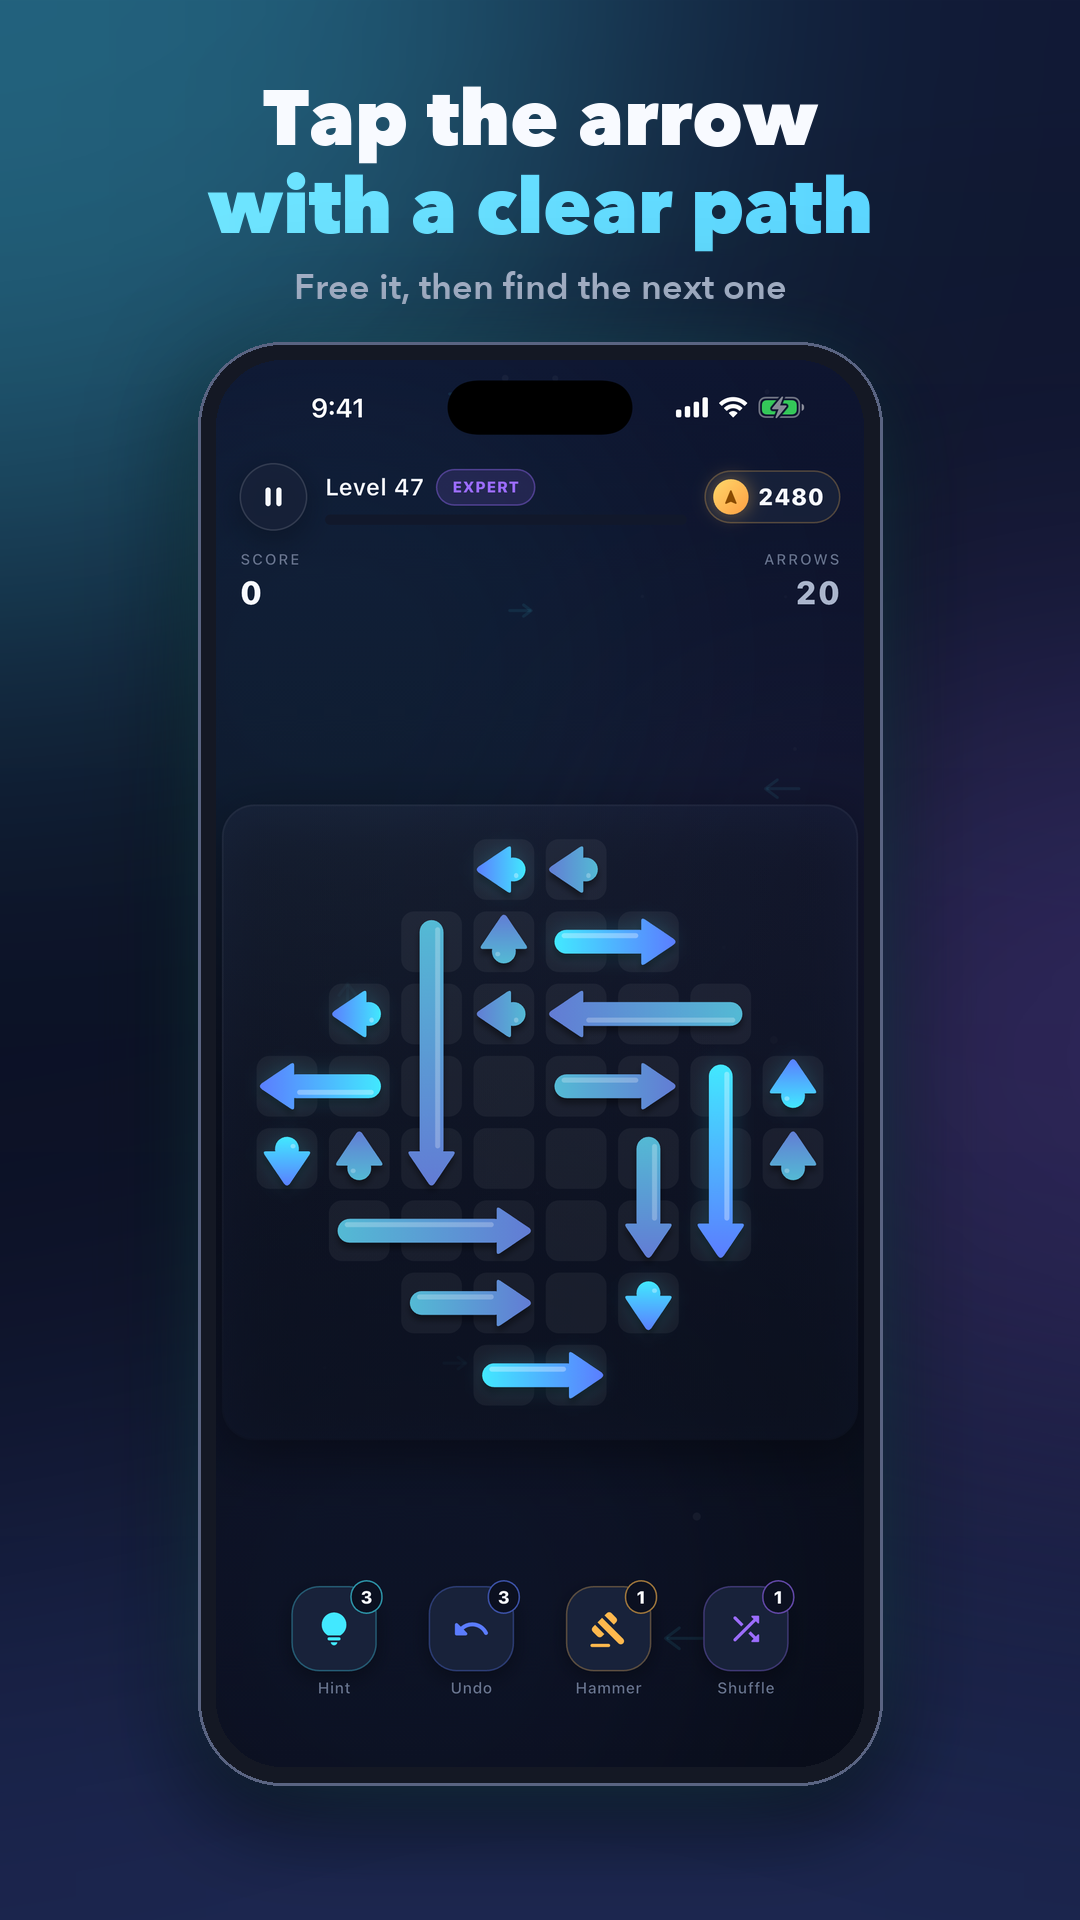 Tap the arrow
with a clear path
Free it, then find the next one
9:41
Level 47 EXPERT
2480
SCORE
0
ARROWS
20
3
3
1
1
Hint
Undo
Hammer
Shuffle